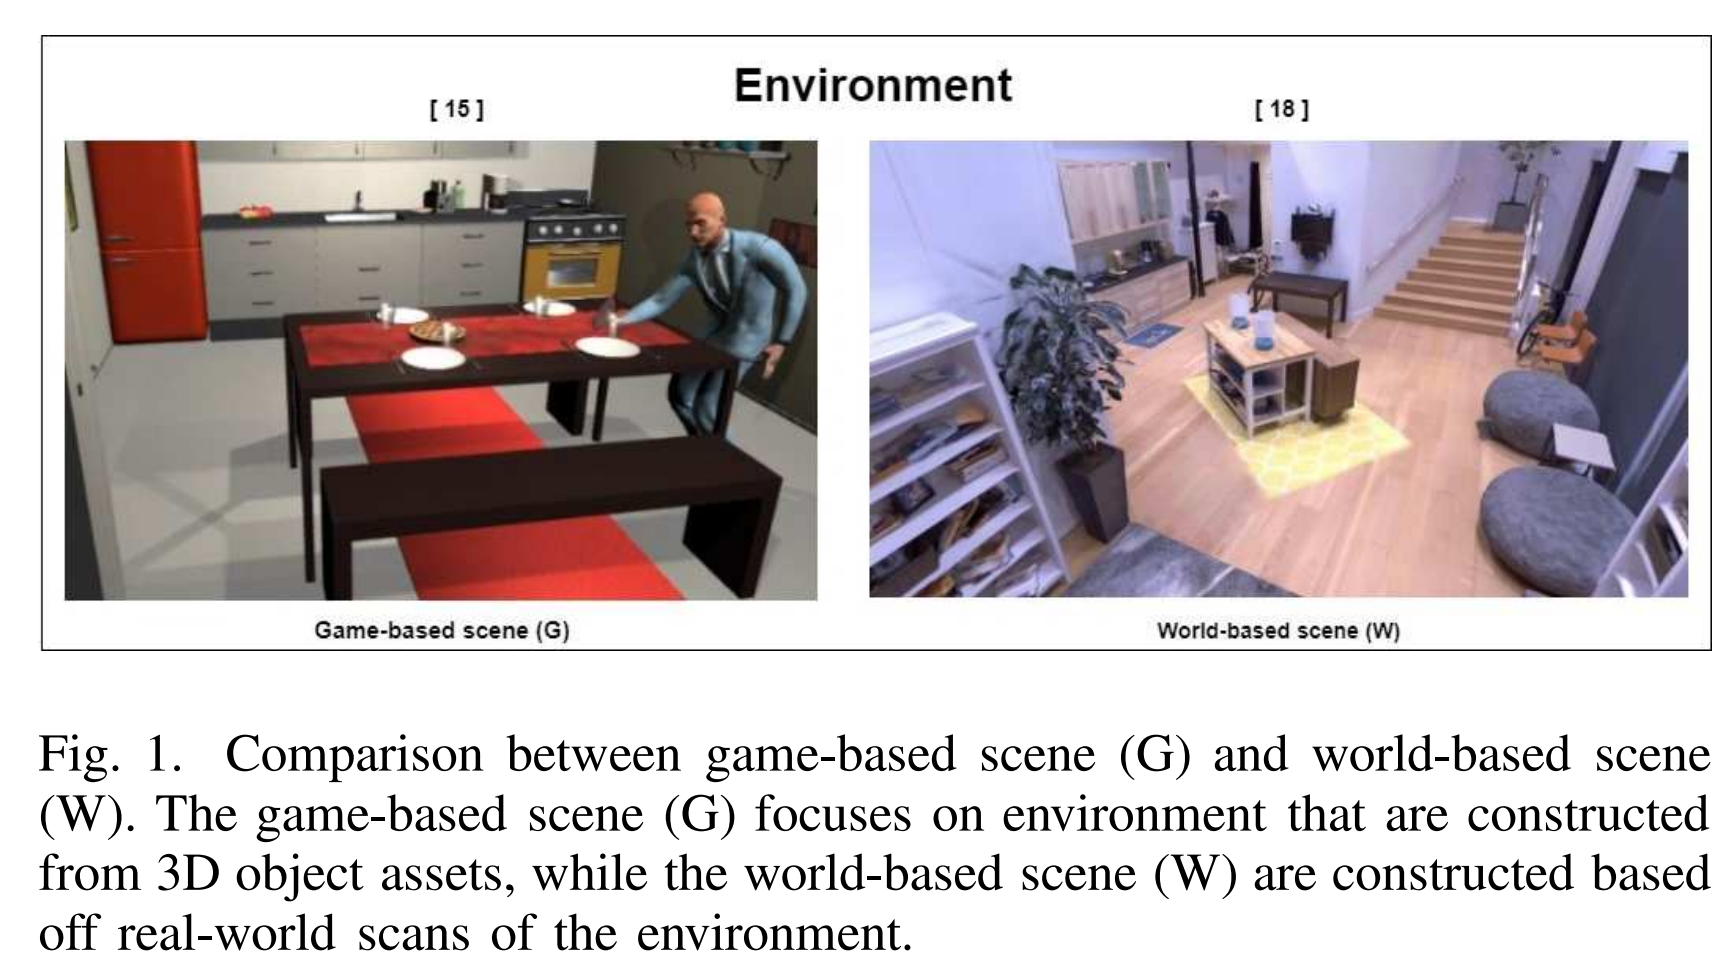 Environment
[ 15 ]
[ 18 ]
Game-based scene (G)
World-based scene (W)
Fig. 1. Comparison between game-based scene (G) and world-based scene
(W). The game-based scene (G) focuses on environment that are constructed
from 3D object assets, while the world-based scene (W) are constructed based
off real-world scans of the environment.